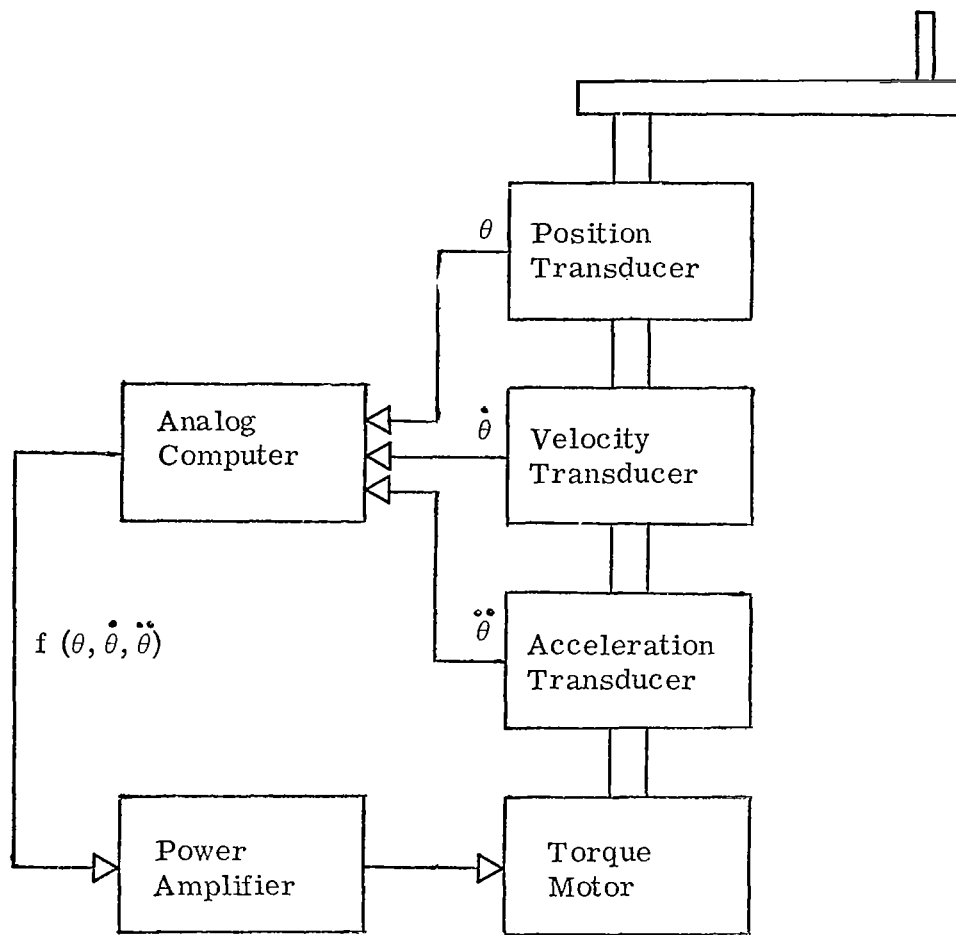 θ
Position
Transducer
Analog
Computer
θ̇
Velocity
Transducer
θ̈
Acceleration
Transducer
f (θ, θ̇, θ̈)
Power
Amplifier
Torque
Motor